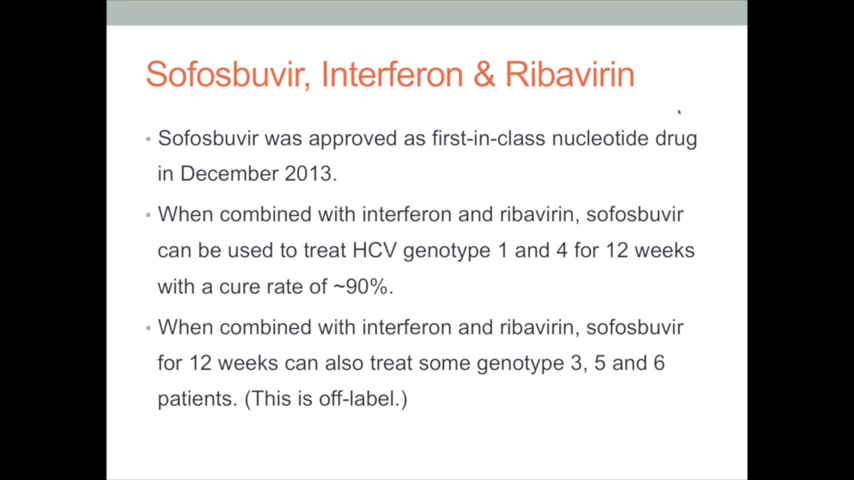 Sofosbuvir, Interferon & Ribavirin
• Sofosbuvir was approved as first-in-class nucleotide drug
in December 2013.
• When combined with interferon and ribavirin, sofosbuvir
can be used to treat HCV genotype 1 and 4 for 12 weeks
with a cure rate of ~90%.
• When combined with interferon and ribavirin, sofosbuvir
for 12 weeks can also treat some genotype 3, 5 and 6
patients. (This is off-label.)